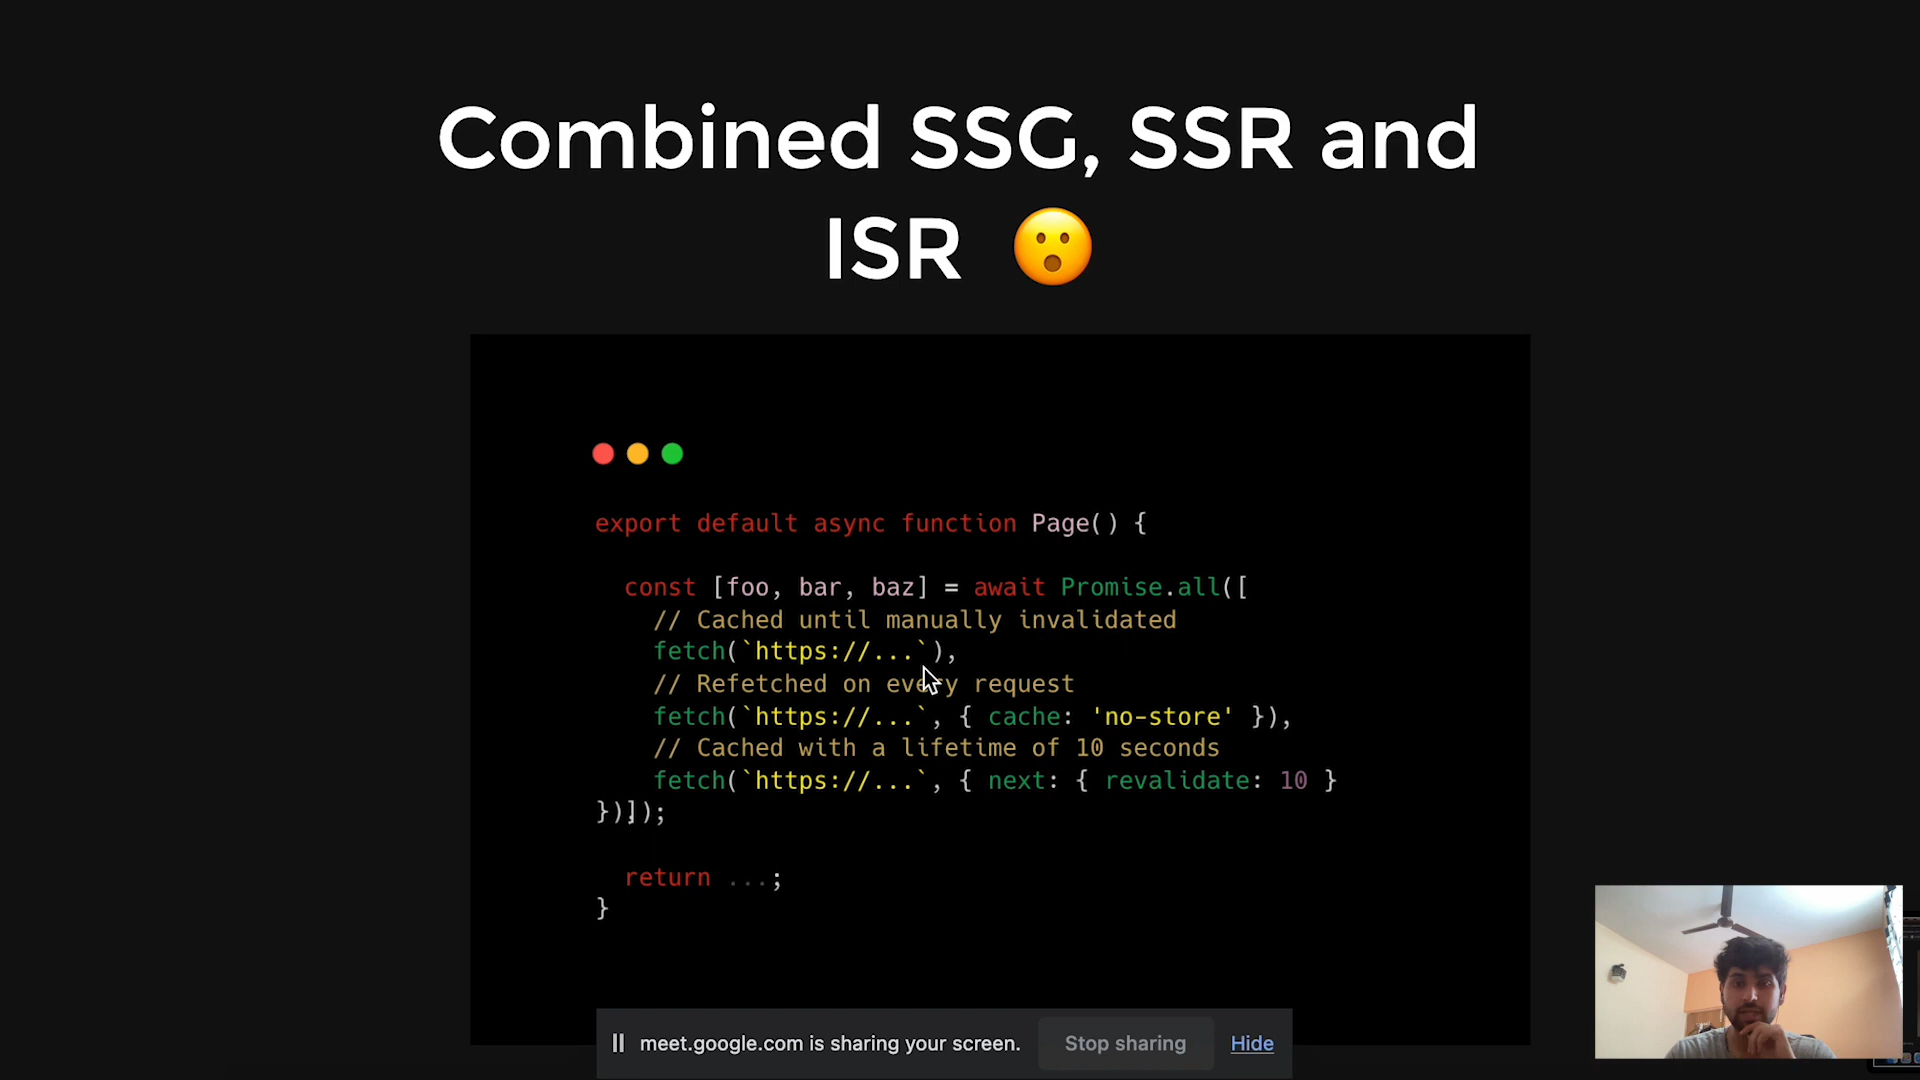 Combined SSG, SSR and
ISR 😮
export default async function Page() {
const [foo, bar, baz] = await Promise.all([
// Cached until manually invalidated
fetch(`https://...`),
// Refetched on every request
fetch(`https://...`, { cache: 'no-store' }),
// Cached with a lifetime of 10 seconds
fetch(`https://...`, { next: { revalidate: 10 }
}),]);
return ...;
}
meet.google.com is sharing your screen. Stop sharing Hide